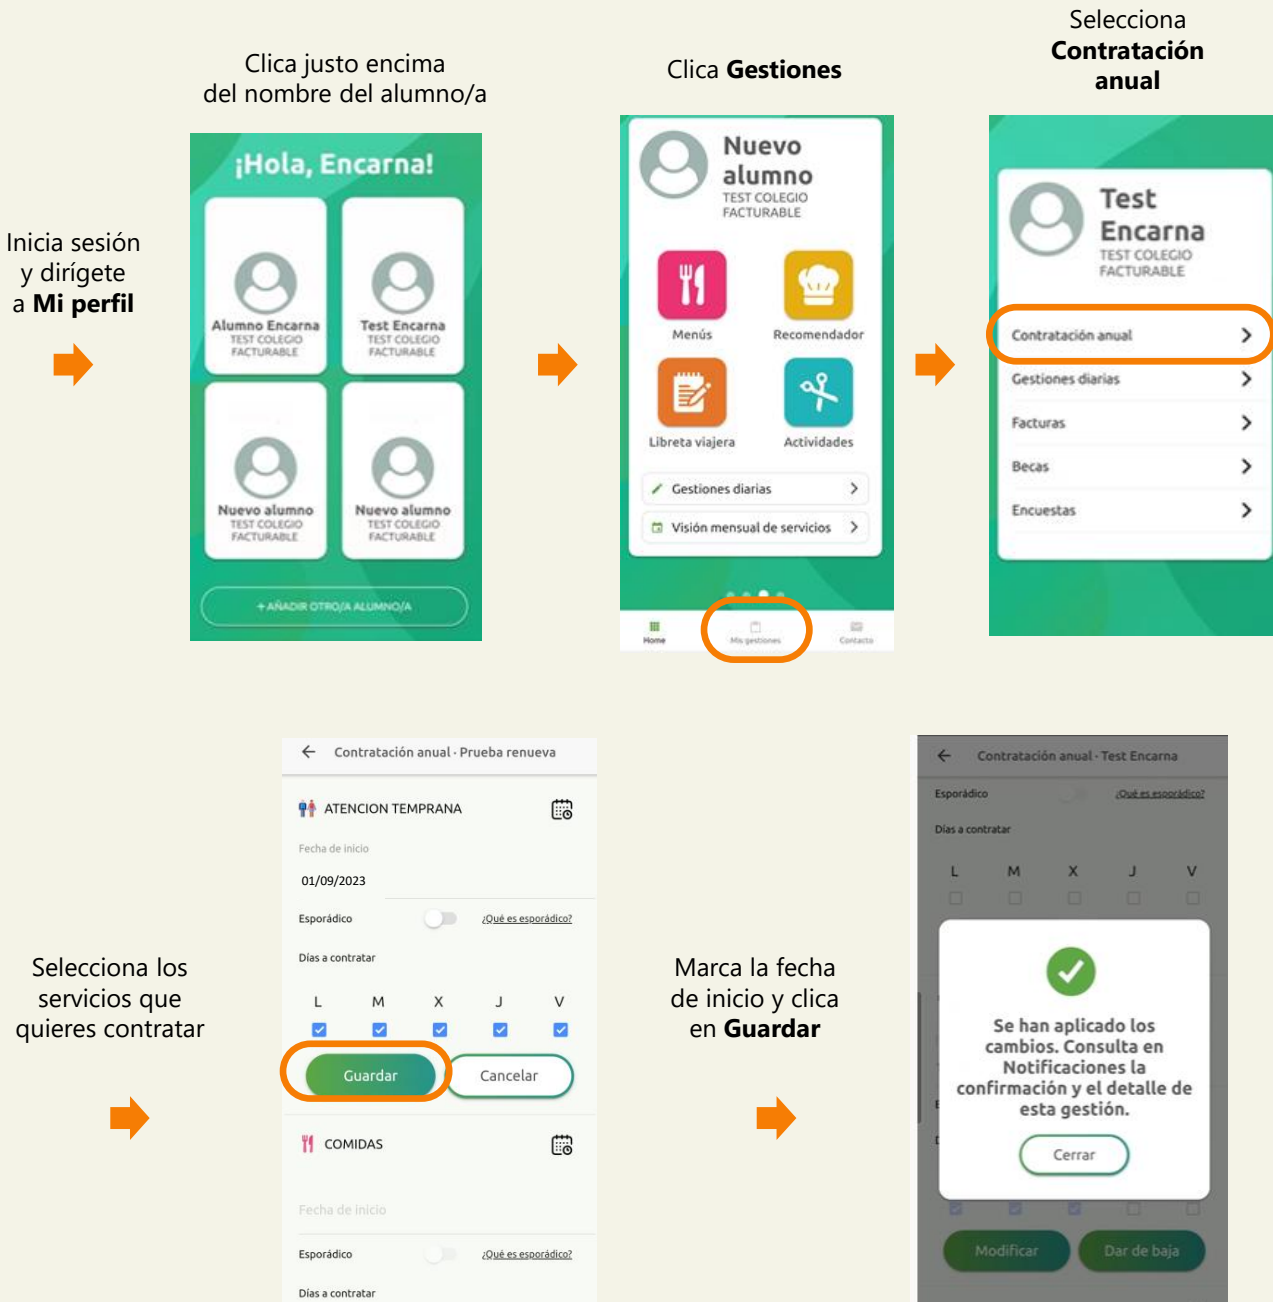 Inicia sesión
y dirígete
a Mi perfil
Clica justo encima
del nombre del alumno/a
¡Hola, Encarna!
Alumno Encarna
TEST COLEGIO
FACTURABLE
Test Encarna
TEST COLEGIO
FACTURABLE
Nuevo alumno
TEST COLEGIO
FACTURABLE
Nuevo alumno
TEST COLEGIO
FACTURABLE
+ AÑADIR OTRO/A ALUMNO/A
Clica Gestiones
Nuevo
alumno
TEST COLEGIO
FACTURABLE
Menús
Recomendador
Libreta viajera
Actividades
Gestiones diarias
Visión mensual de servicios
Home
Mis gestiones
Contacto
Selecciona
Contratación
anual
Test
Encarna
TEST COLEGIO
FACTURABLE
Contratación anual
Gestiones diarias
Facturas
Becas
Encuestas
Selecciona los
servicios que
quieres contratar
Contratación anual · Prueba renueva
ATENCION TEMPRANA
Fecha de inicio
01/09/2023
Esporádico ¿Qué es esporádico?
Días a contratar
L M X J V
Guardar Cancelar
COMIDAS
Fecha de inicio
Esporádico ¿Qué es esporádico?
Días a contratar
Marca la fecha
de inicio y clica
en Guardar
Contratación anual · Test Encarna
Esporádico ¿Qué es esporádico?
Días a contratar
L M X J V
Se han aplicado los
cambios. Consulta en
Notificaciones la
confirmación y el detalle de
esta gestión.
Cerrar
Modificar Dar de baja